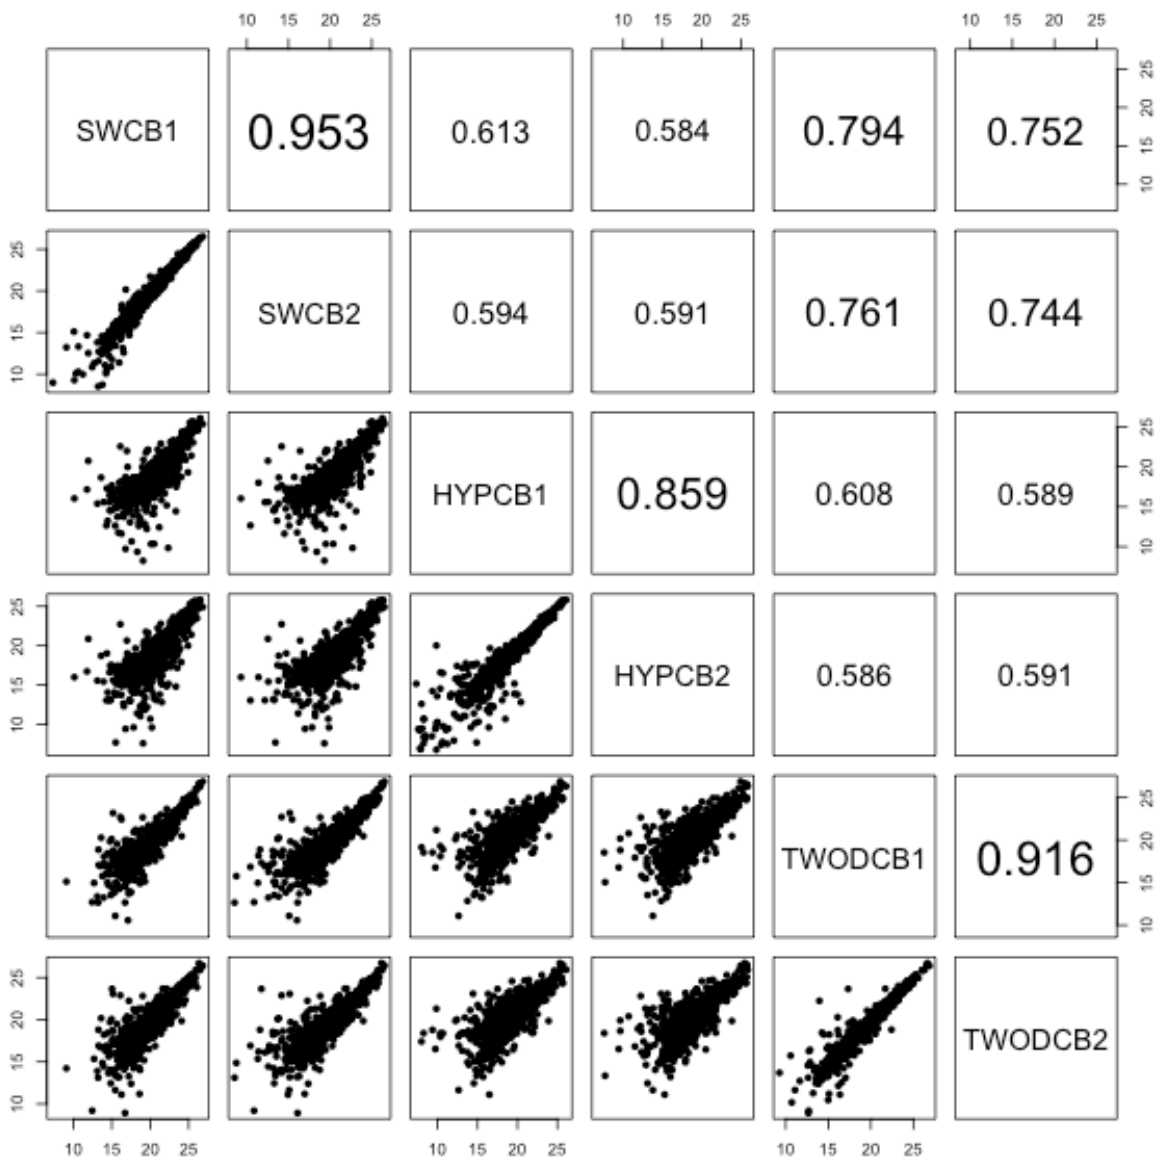 10 15 20 25 10 15 20 25 10 15 20 25
SWCB1 0.953 0.613 0.584 0.794 0.752 10 15 20 25
10 15 20 25 SWCB2 0.594 0.591 0.761 0.744
HYPCB1 0.859 0.608 0.589 10 15 20 25
10 15 20 25 HYPCB2 0.586 0.591
TWODCB1 0.916 10 15 20 25
10 15 20 25 TWODCB2
10 15 20 25 10 15 20 25 10 15 20 25